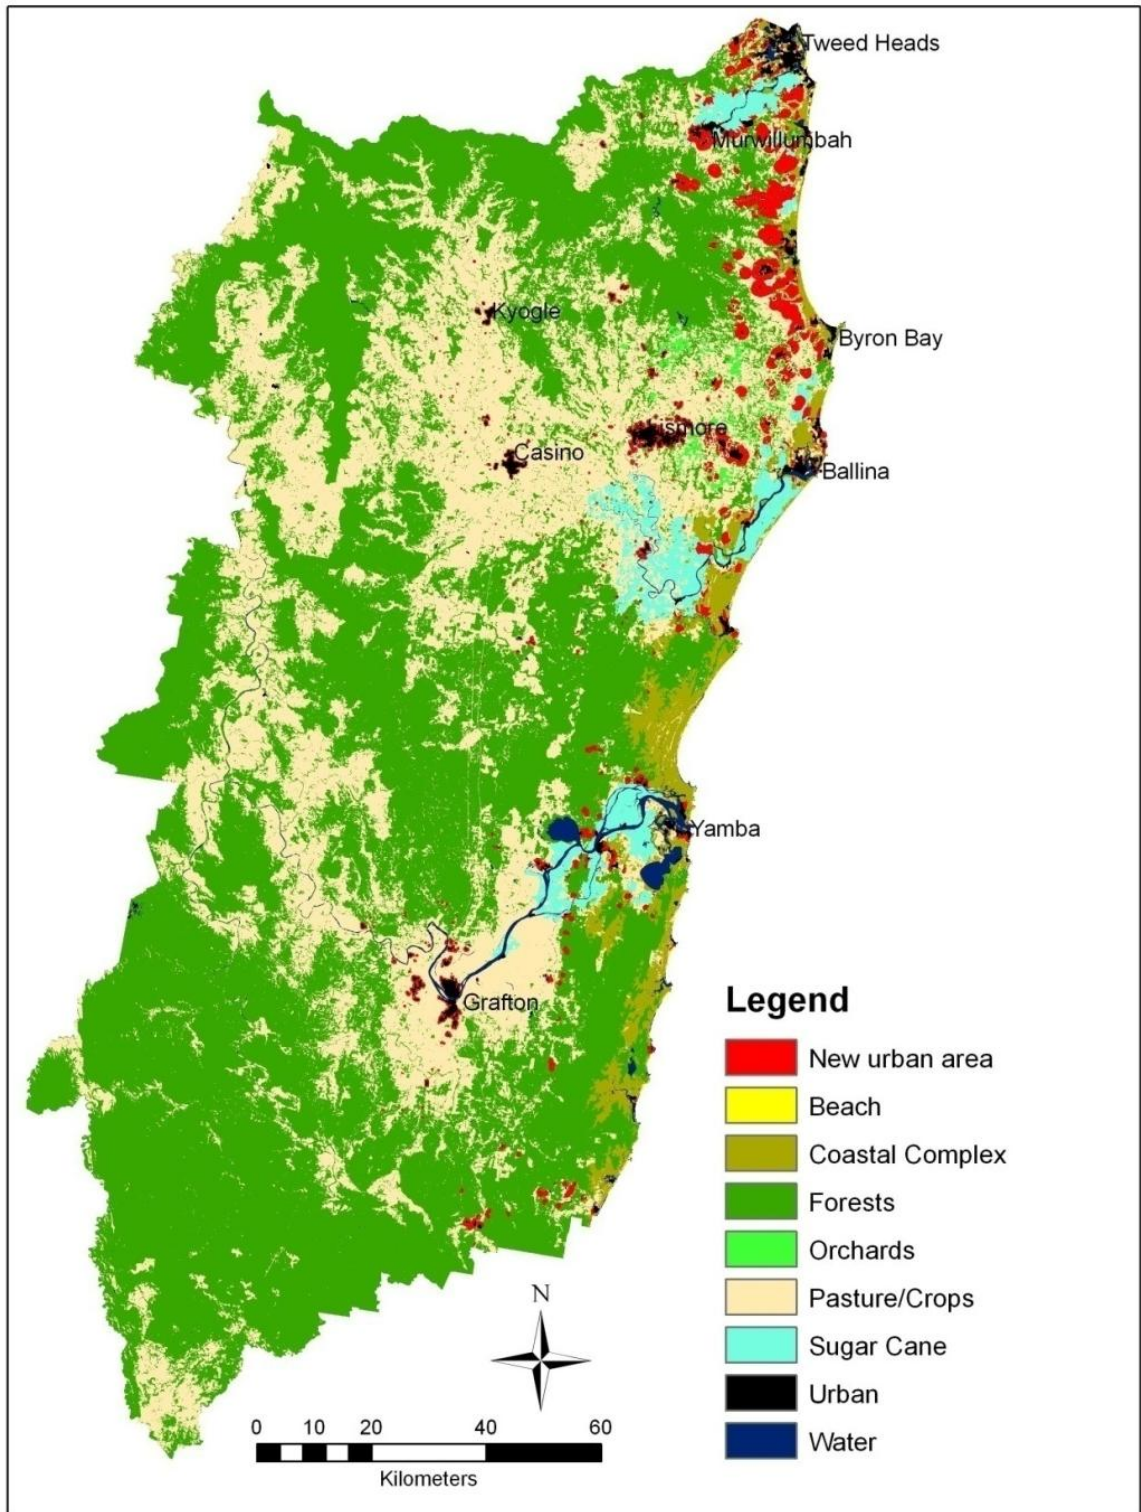 Tweed Heads
Murwillumbah
Kyogle
Byron Bay
Lismore
Casino
Ballina
Yamba
Grafton
Legend
New urban area
Beach
Coastal Complex
Forests
Orchards
Pasture/Crops
Sugar Cane
Urban
Water
N
0 10 20 40 60
Kilometers